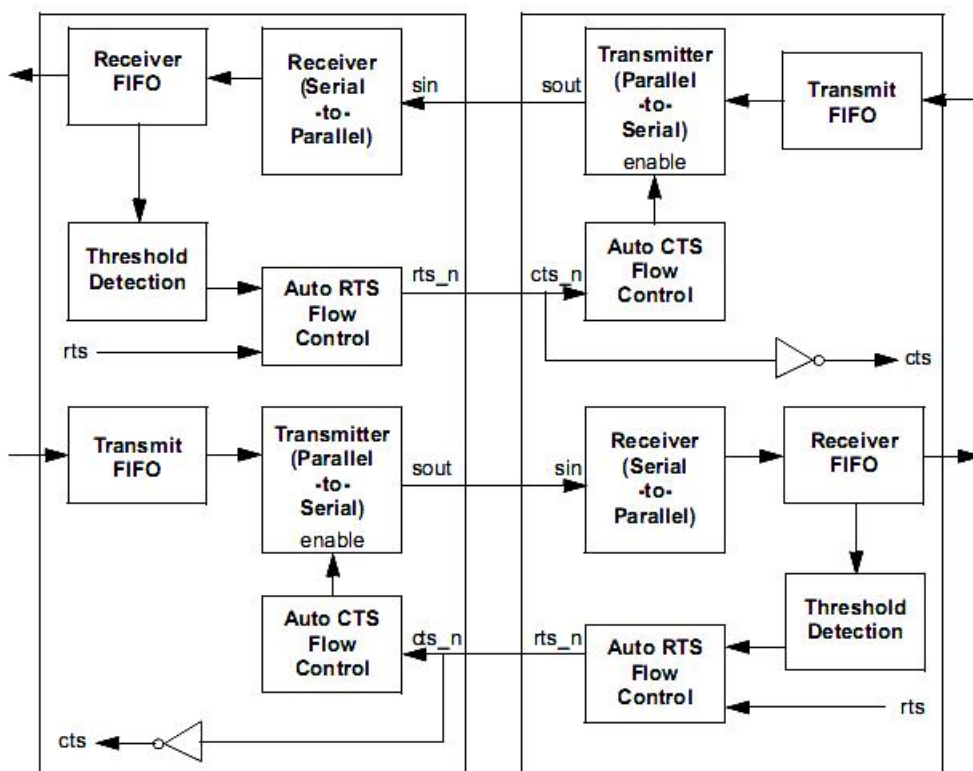 Receiver
FIFO
Receiver
(Serial
-to-
Parallel)
sin
sout
Transmitter
(Parallel
-to-
Serial)
enable
Transmit
FIFO
Threshold
Detection
Auto RTS
Flow
Control
rts_n
cts_n
Auto CTS
Flow
Control
rts
cts
Transmit
FIFO
Transmitter
(Parallel
-to-
Serial)
enable
sout
sin
Receiver
(Serial
-to-
Parallel)
Receiver
FIFO
Auto CTS
Flow
Control
cts_n
rts_n
Auto RTS
Flow
Control
Threshold
Detection
rts
cts